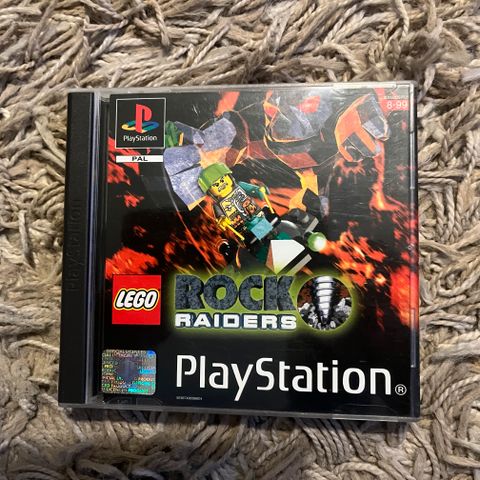 PlayStation
PAL
8-99
PlayStation
LEGO
ROCK
RAIDERS
PlayStation®